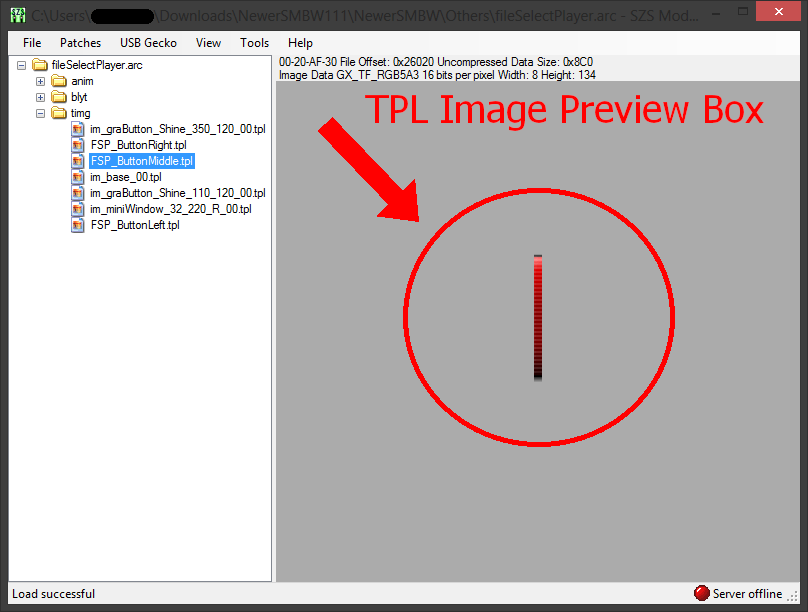 C:\Users\
\Downloads\NewerSMBW111\NewerSMBW\Others\fileSelectPlayer.arc - SZS Mod...
File Patches USB Gecko View Tools Help
fileSelectPlayer.arc
anim
blyt
timg
im_graButton_Shine_350_120_00.tpl
FSP_ButtonRight.tpl
FSP_ButtonMiddle.tpl
im_base_00.tpl
im_graButton_Shine_110_120_00.tpl
im_miniWindow_32_220_R_00.tpl
FSP_ButtonLeft.tpl
00-20-AF-30 File Offset: 0x26020 Uncompressed Data Size: 0x8C0
Image Data GX_TF_RGB5A3 16 bits per pixel Width: 8 Height: 134
TPL Image Preview Box
Load successful
Server offline